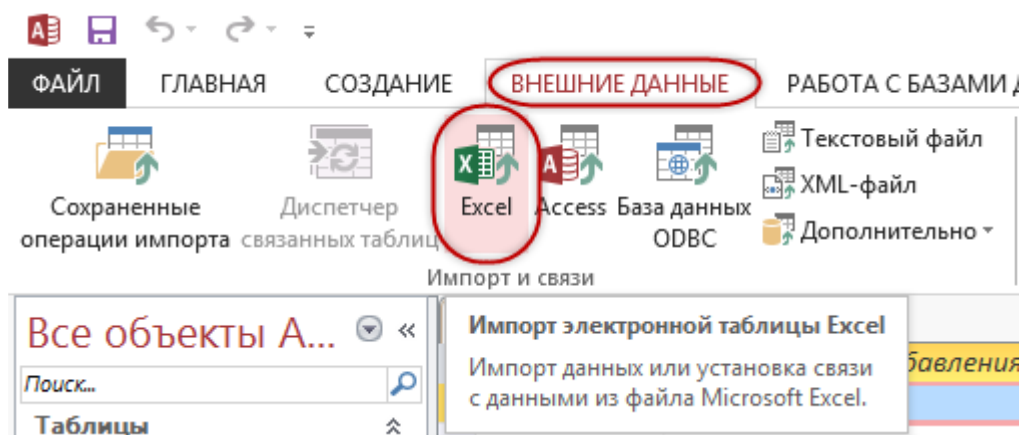 ФАЙЛ ГЛАВНАЯ СОЗДАНИЕ ВНЕШНИЕ ДАННЫЕ РАБОТА С БАЗАМИ
Сохраненные
операции импорта
Диспетчер
связанных таблиц
Excel
Access
База данных
ODBC
Текстовый файл
XML-файл
Дополнительно
Импорт и связи
Все объекты A...
Поиск...
Таблицы
Импорт электронной таблицы Excel
Импорт данных или установка связи
с данными из файла Microsoft Excel.